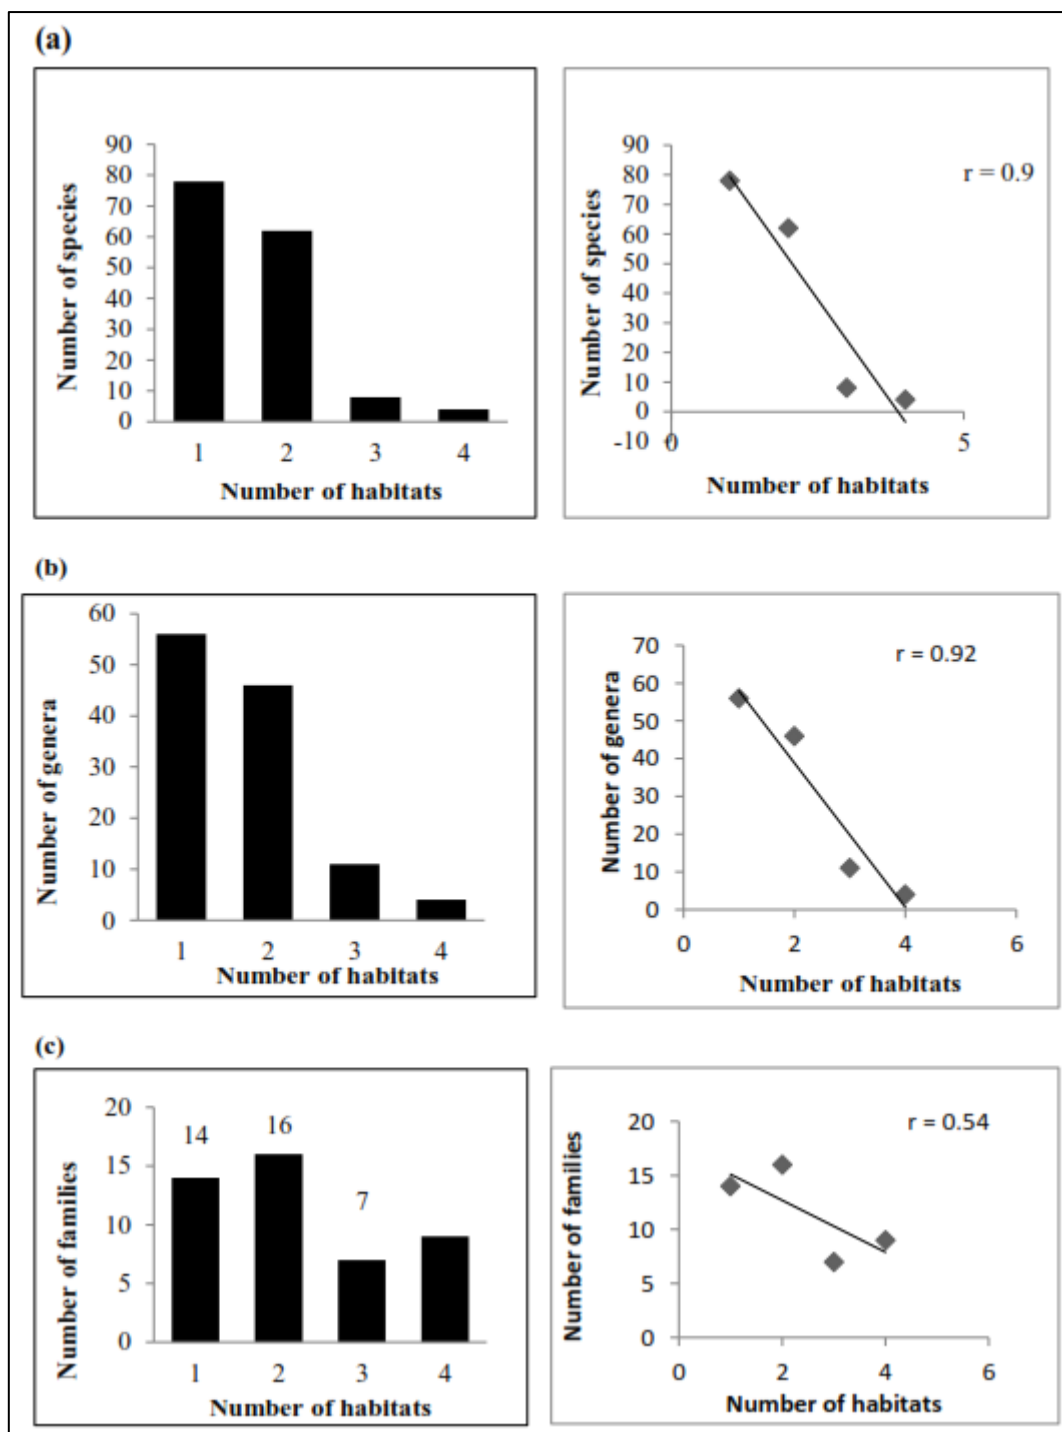 (a)
90
80
70
60
50
40
30
20
10
0
Number of species
1 2 3 4
Number of habitats
90
80
70
60
50
40
30
20
10
0
-10
Number of species
r = 0.9
0 5
Number of habitats
(b)
60
50
40
30
20
10
0
Number of genera
1 2 3 4
Number of habitats
70
60
50
40
30
20
10
0
Number of genera
r = 0.92
0 2 4 6
Number of habitats
(c)
20
15
10
5
0
Number of families
14 16 7
1 2 3 4
Number of habitats
20
15
10
5
0
Number of families
r = 0.54
0 2 4 6
Number of habitats